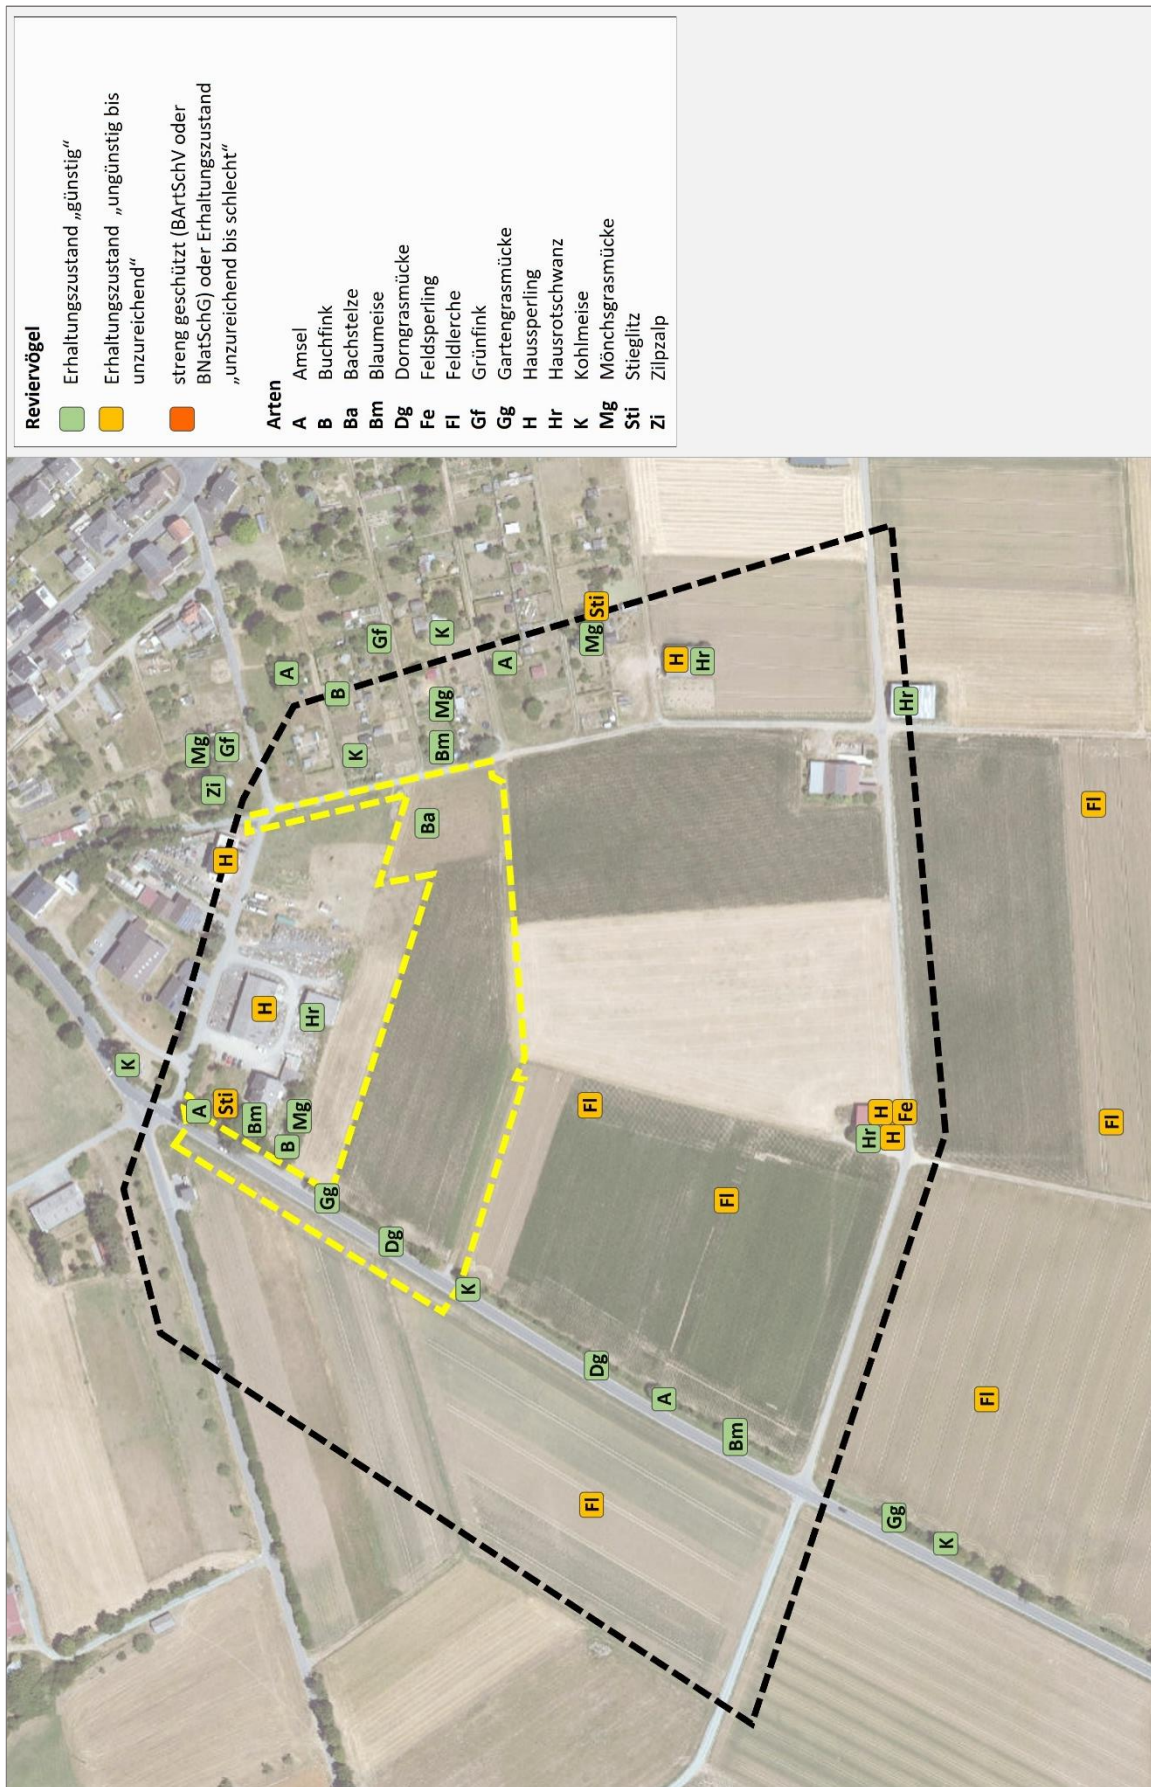 Reviervögel
Erhaltungszustand „günstig“
Erhaltungszustand „ungünstig bis
unzureichend“
streng geschützt (BArtSchV oder
BNatSchG) oder Erhaltungszustand
„unzureichend bis schlecht“
Arten
A Amsel
B Buchfink
Ba Bachstelze
Bm Blaumeise
Dg Dorngrasmücke
Fe Feldsperling
Fl Feldlerche
Gf Grünfink
Gg Gartengrasmücke
H Haussperling
Hr Hausrotschwanz
K Kohlmeise
Mg Mönchsgrasmücke
Sti Stieglitz
Zi Zilpzalp
K
A
Mg
Zi
Sti
H
Gf
Bm
H
B
A
Mg
Hr
Gg
B
K
Gf
Dg
Ba
Bm
Mg
K
K
A
Fl
Dg
Fl
Mg
Sti
A
H
Hr
Fl
Bm
Hr
H
Gg
H
Fe
Hr
K
Fl
Fl
Fl